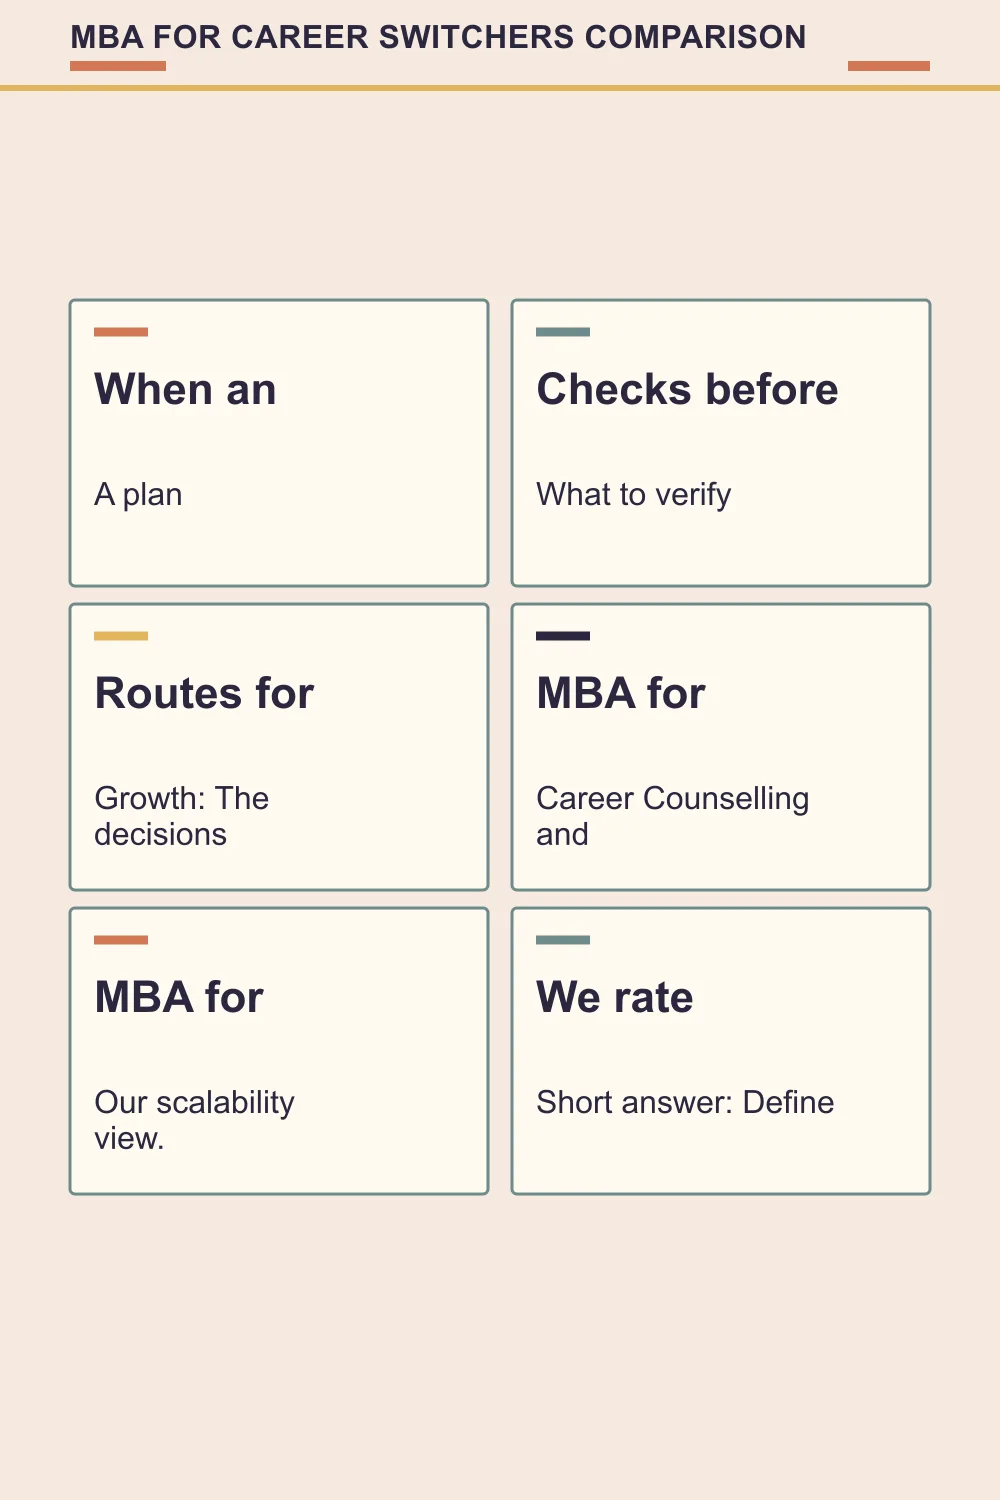 MBA FOR CAREER SWITCHERS COMPARISON
When an
A plan
Checks before
What to verify
Routes for
Growth: The
decisions
MBA for
Career Counselling
and
MBA for
Our scalability
view.
We rate
Short answer: Define